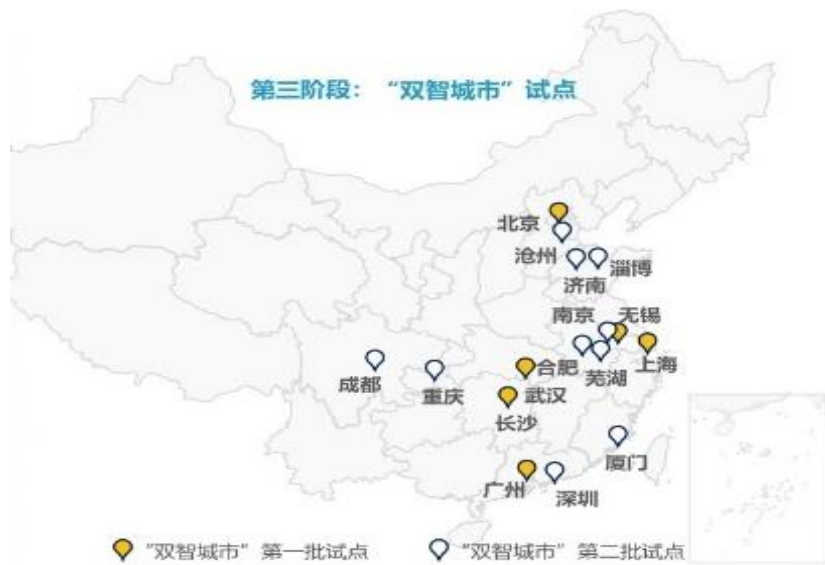 第三阶段：“双智城市”试点
北京
沧州
济南
淄博
南京
无锡
合肥
芜湖
上海
成都
重庆
武汉
长沙
厦门
广州
深圳
“双智城市”第一批试点
“双智城市”第二批试点